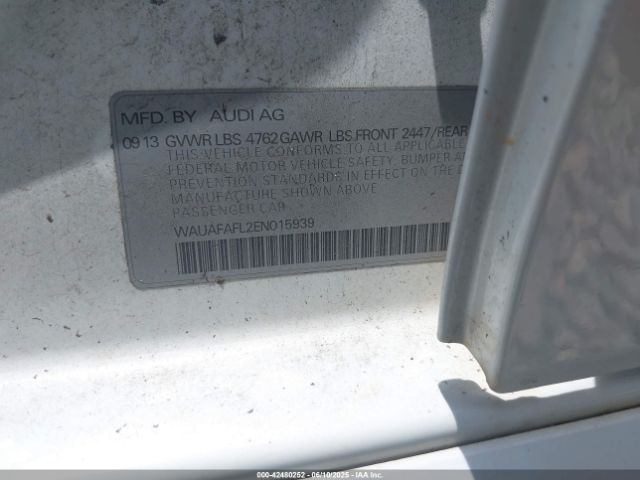 MFD. BY AUDI AG
09 13 GVWR LBS 4762 GAWR LBS.FRONT 2447/REAR
THIS VEHICLE CONFORMS TO ALL APPLICABLE
FEDERAL MOTOR VEHICLE SAFETY, BUMPER A
PREVENTION STANDARDS IN EFFECT ON THE D
MANUFACTURE SHOWN ABOVE
PASSENGER CAR
WAUAFAFL2EN015939
000-42480252 06/10/2025 IAAI.COM